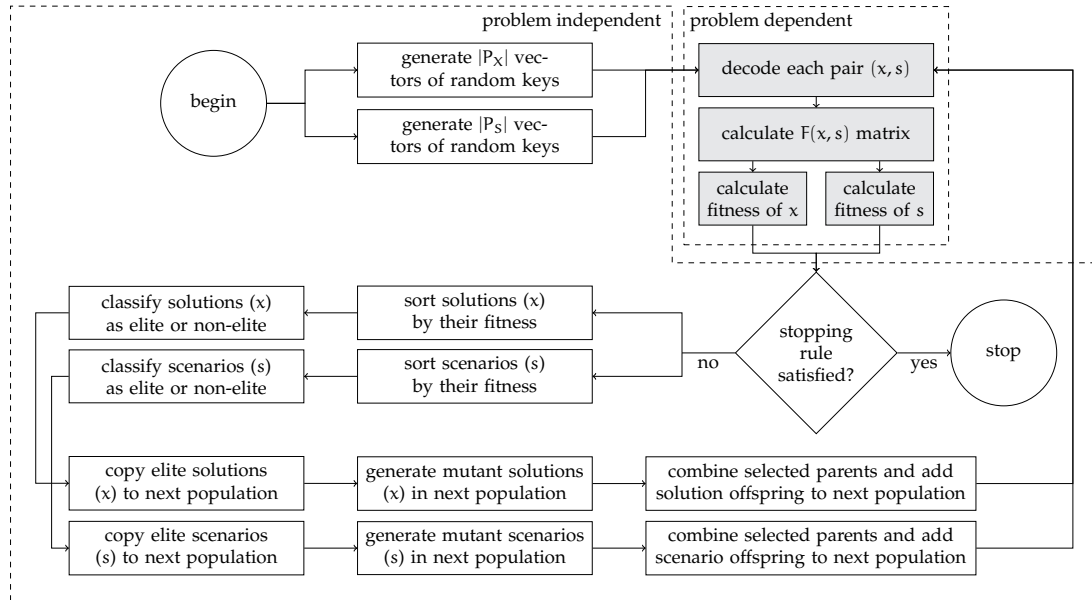 problem independent
problem dependent
begin
generate |P_X| vec-
tors of random keys
generate |P_S| vec-
tors of random keys
decode each pair (x, s)
calculate F(x, s) matrix
calculate
fitness of x
calculate
fitness of s
classify solutions (x)
as elite or non-elite
sort solutions (x)
by their fitness
classify scenarios (s)
as elite or non-elite
sort scenarios (s)
by their fitness
no
stopping
rule
satisfied?
yes
stop
copy elite solutions
(x) to next population
generate mutant solutions
(x) in next population
combine selected parents and add
solution offspring to next population
copy elite scenarios
(s) to next population
generate mutant scenarios
(s) in next population
combine selected parents and add
scenario offspring to next population